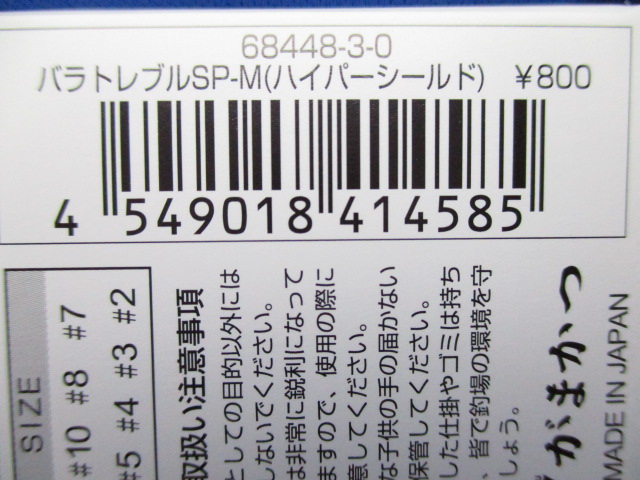 68448-3-0
バラトレブルSP-M(ハイパーシールド) ¥800
4 549018 414585
SIZE
#10 #8 #7
#5 #4 #3 #2
取扱い注意事項
としての目的以外には
しないでください。
は非常に鋭利になって
ますので、使用の際に
意してください。
な子供の手の届かない
保管してください。
した仕掛やゴミは持ち
、皆で釣場の環境を守
しょう。
がまかつ
MADE IN JAPAN